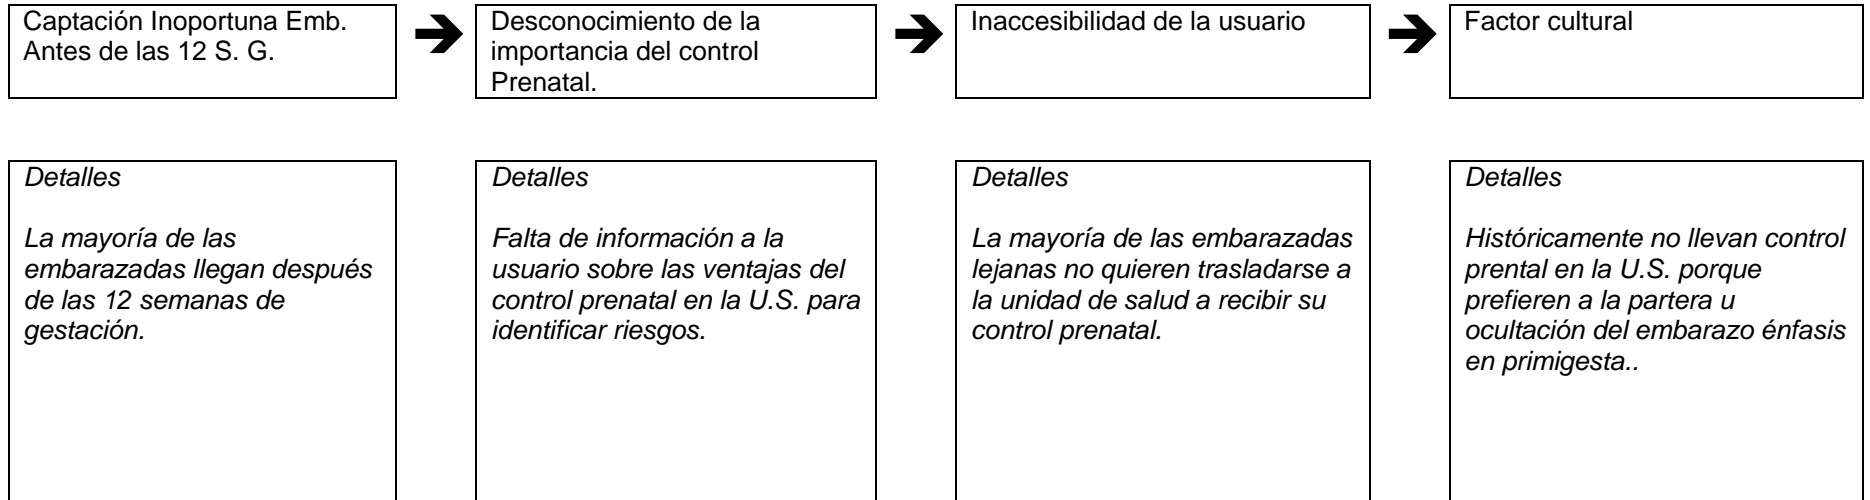 Captación Inoportuna Emb.
Antes de las 12 S. G.
Desconocimiento de la
importancia del control
Prenatal.
Inaccesibilidad de la usuario
Factor cultural
Detalles
La mayoría de las
embarazadas llegan después
de las 12 semanas de
gestación.
Detalles
Falta de información a la
usuario sobre las ventajas del
control prenatal en la U.S. para
identificar riesgos.
Detalles
La mayoría de las embarazadas
lejanas no quieren trasladarse a
la unidad de salud a recibir su
control prenatal.
Detalles
Históricamente no llevan control
prental en la U.S. porque
prefieren a la partera u
ocultación del embarazo énfasis
en primigesta..